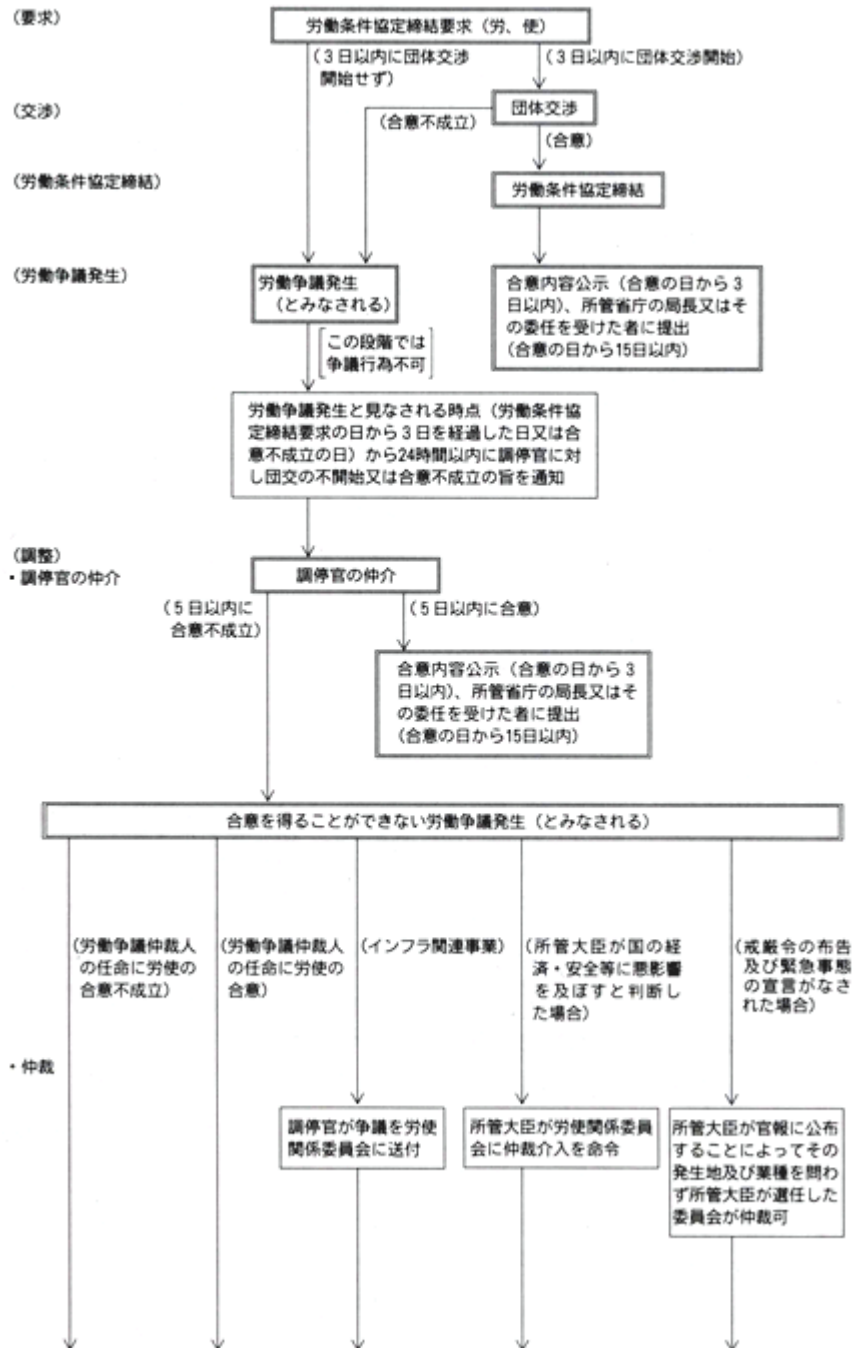 (要求)
労働条件協定締結要求(労、使)
(3日以内に団体交渉
開始せず)
(3日以内に団体交渉開始)
(交渉)
団体交渉
(合意不成立)
(合意)
(労働条件協定締結)
労働条件協定締結
(労働争議発生)
労働争議発生
(とみなされる)
合意内容公示(合意の日から3
日以内)、所管省庁の局長又はそ
の委任を受けた者に提出
(合意の日から15日以内)
この段階では
争議行為不可
労働争議発生と見なされる時点(労働条件協
定締結要求の日から3日を経過した日又は合
意不成立の日)から24時間以内に調停官に対
し団交の不開始又は合意不成立の旨を通知
(調整)
・調停官の仲介
調停官の仲介
(5日以内に
合意不成立)
(5日以内に合意)
合意内容公示(合意の日から3
日以内)、所管省庁の局長又はそ
の委任を受けた者に提出
(合意の日から15日以内)
合意を得ることができない労働争議発生(とみなされる)
(労働争議仲裁人
の任命に労使の
合意不成立)
(労働争議仲裁人
の任命に労使の
合意)
(インフラ関連事業)
(所管大臣が国の経
済・安全等に悪影響
を及ぼすと判断し
た場合)
(戒厳令の布告
及び緊急事態
の宣言がなさ
れた場合)
・仲裁
調停官が争議を労使
関係委員会に送付
所管大臣が労使関係委員
会に仲裁介入を命令
所管大臣が官報に公布
することによってその
発生地及び業種を問わ
ず所管大臣が選任した
委員会が仲裁可